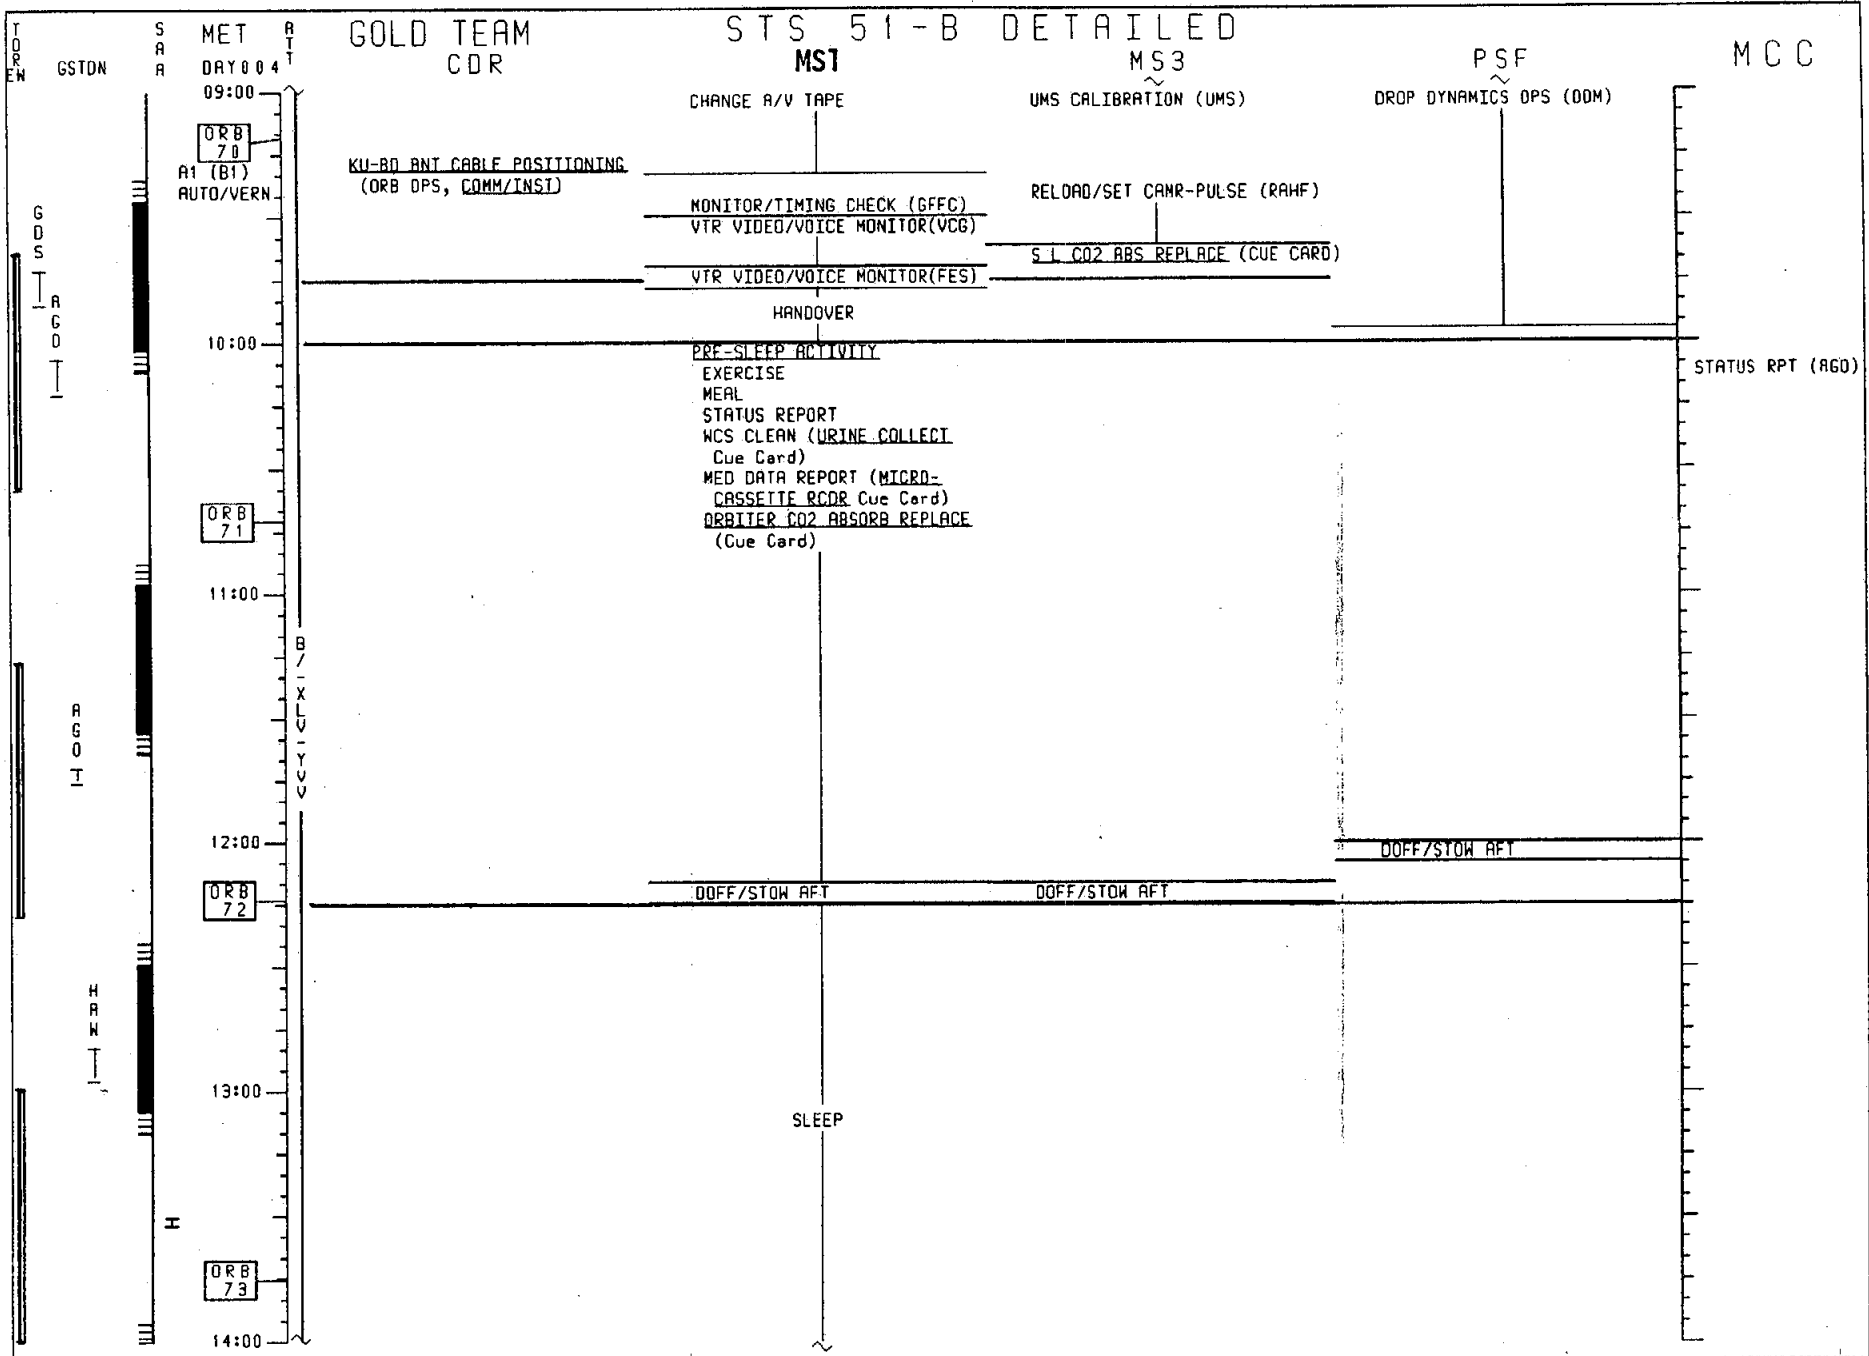 STS 51-B DETAILED
GOLD TEAM
TDR EW
GSTDN
SAA
MET
DAY004
ATT
CDR
MS1
MS3
PSF
MCC
09:00
CHANGE A/V TAPE
UMS CALIBRATION (UMS)
DROP DYNAMICS OPS (DDM)
ORB
70
A1 (B1)
AUTO/VERN
KU-BD ANT CABLE POSITIONING
(ORB OPS, COMM/INST)
RELOAD/SET CAMR-PULSE (RAHF)
MONITOR/TIMING CHECK (GFFC)
VTR VIDEO/VOICE MONITOR(VCG)
GDS
S L CO2 ABS REPLACE (CUE CARD)
VTR VIDEO/VOICE MONITOR(FES)
AGO
HANDOVER
10:00
PRE-SLEEP ACTIVITY
STATUS RPT (AGO)
EXERCISE
MEAL
STATUS REPORT
WCS CLEAN (URINE COLLECT
Cue Card)
MED DATA REPORT (MICRO-
CASSETTE RCDR Cue Card)
ORBITER CO2 ABSORB REPLACE
(Cue Card)
ORB
71
11:00
B/-XLV-YVV
AGO
12:00
DOFF/STOW AFT
ORB
72
DOFF/STOW AFT
DOFF/STOW AFT
HAW
13:00
SLEEP
H
ORB
73
14:00